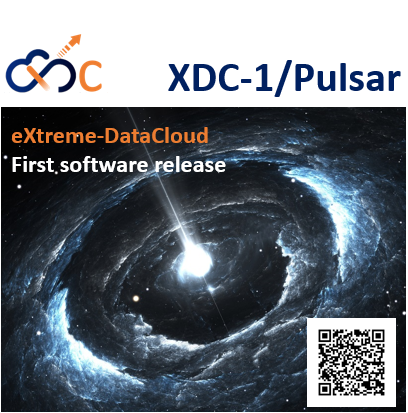 XDC-1/Pulsar
eXtreme-DataCloud
First software release